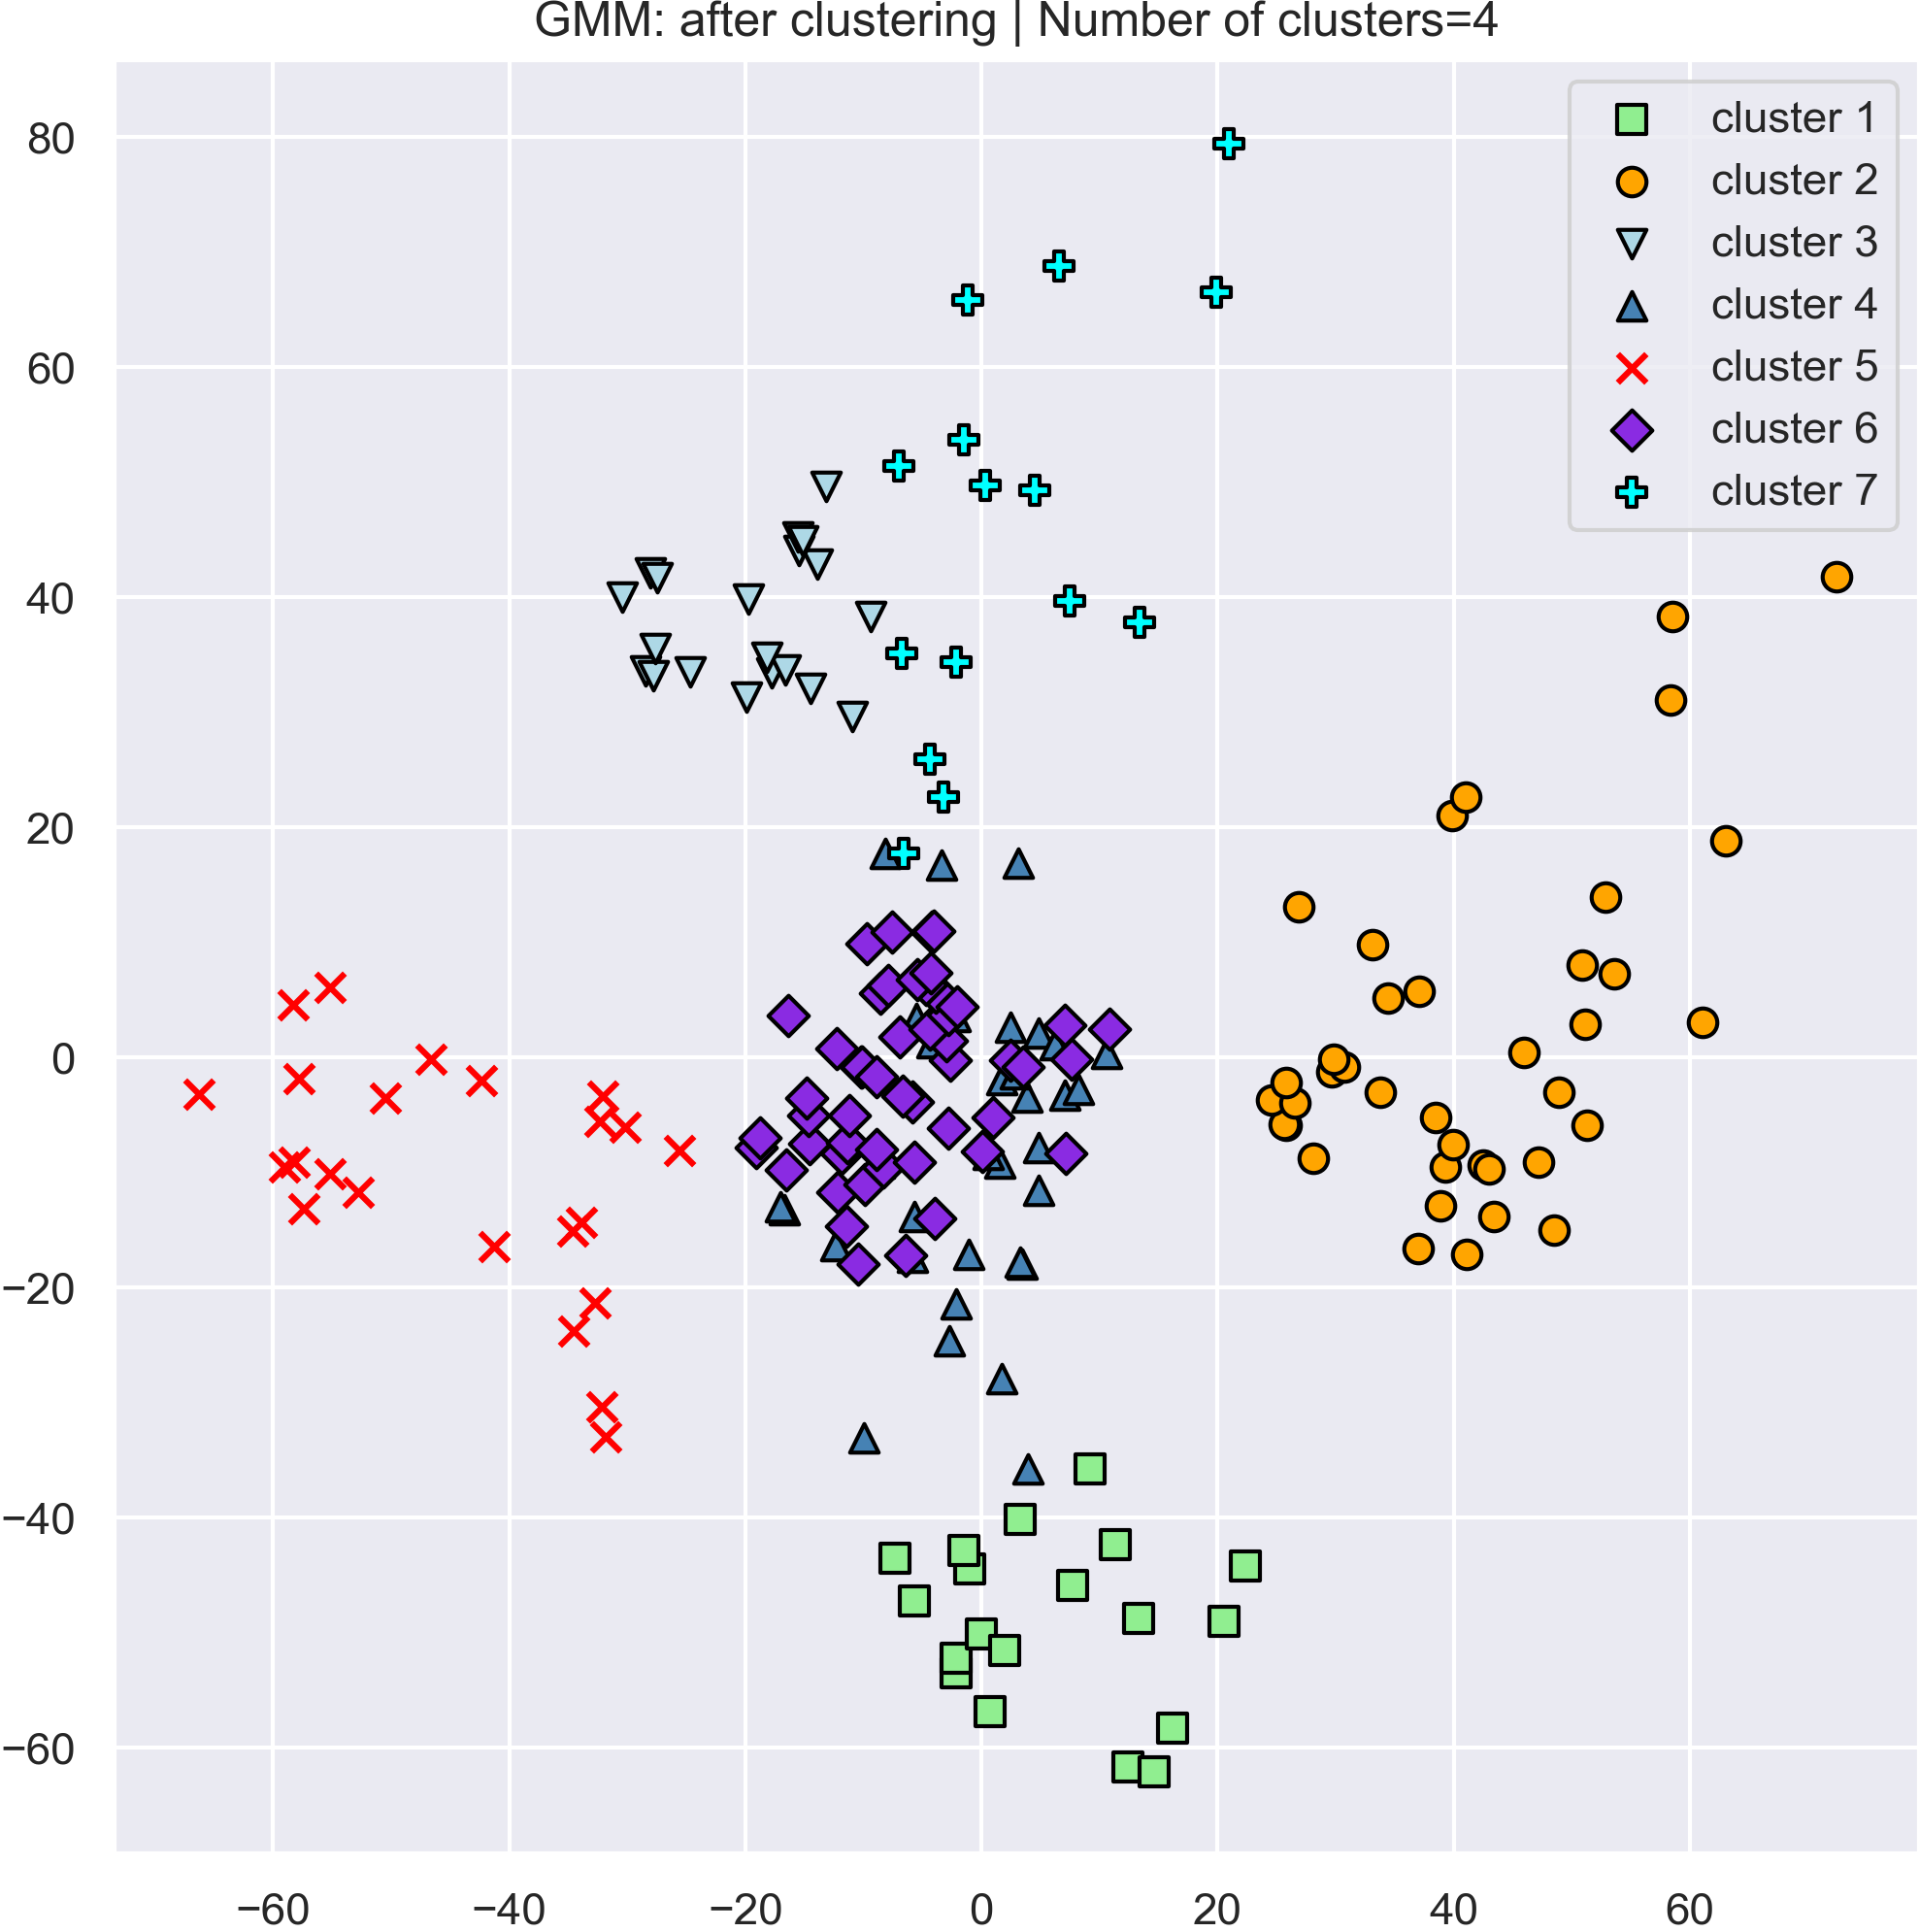 GMM: after clustering | Number of clusters=4
cluster 1
cluster 2
cluster 3
cluster 4
cluster 5
cluster 6
cluster 7
80
60
40
20
0
−20
−40
−60
−60 −40 −20 0 20 40 60